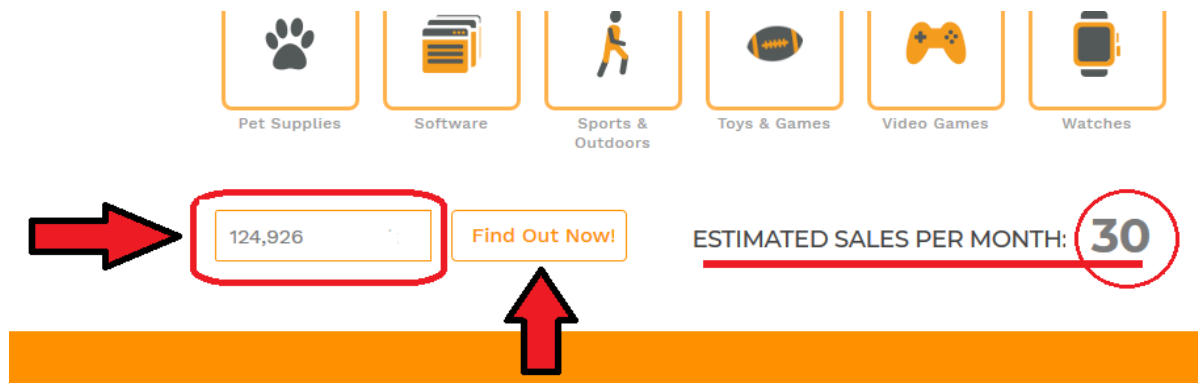 Pet Supplies
Software
Sports &
Outdoors
Toys & Games
Video Games
Watches
124,926
Find Out Now!
ESTIMATED SALES PER MONTH: 30